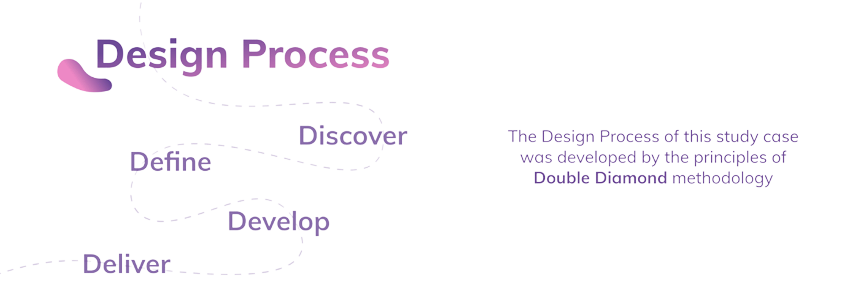 Design Process
Discover
Define
Develop
Deliver
The Design Process of this study case
was developed by the principles of
Double Diamond methodology